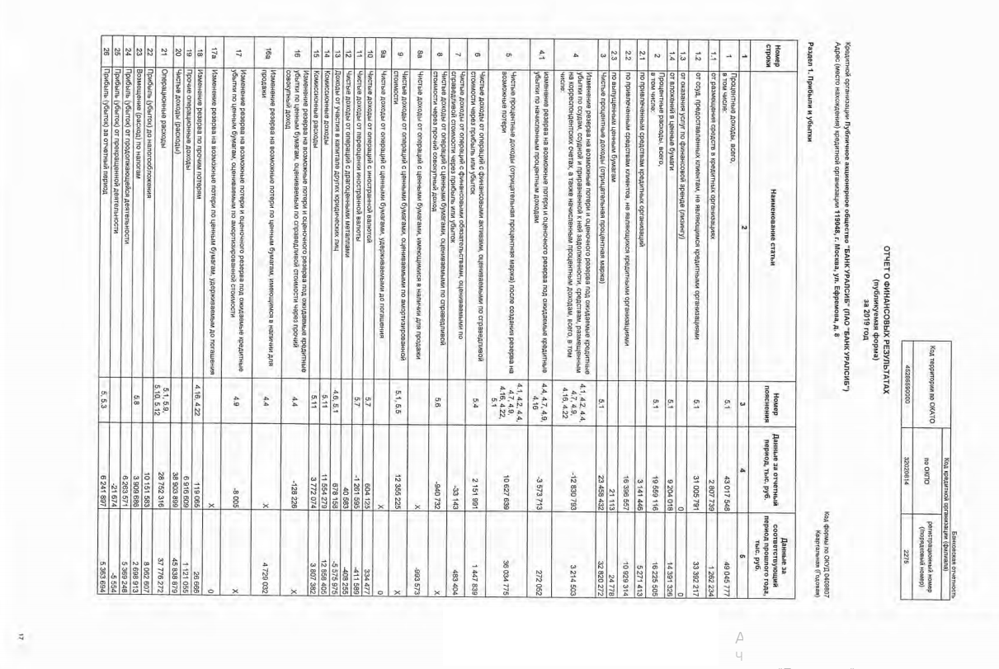 Банковская отчетность
Код территории по ОКАТО
Код кредитной организации (филиала)
по ОКПО
регистрационный номер
(/порядковый номер)
45286590000
32020814
2275
ОТЧЕТ О ФИНАНСОВЫХ РЕЗУЛЬТАТАХ
(публикуемая форма)
за 2019 год
Кредитной организации Публичное акционерное общество "БАНК УРАЛСИБ" (ПАО "БАНК УРАЛСИБ")
Адрес (место нахождения) кредитной организации 119048, г. Москва, ул. Ефремова, д. 8
Код формы по ОКУД 0409807
Квартальная (Годовая)
Раздел 1. Прибыли и убытки
Номер строки
Наименование статьи
Номер пояснения
Данные за отчетный период, тыс. руб.
Данные за соответствующий период прошлого года, тыс. руб.
1 2 3 4 5
1 Процентные доходы, всего, в том числе: 5.1 43 017 548 49 045 777
1.1 от размещения средств в кредитных организациях 2 807 739 1 262 234
1.2 от ссуд, предоставленных клиентам, не являющимся кредитными организациями 5.1 31 005 791 33 392 217
1.3 от оказания услуг по финансовой аренде (лизингу) 0 0
1.4 от вложений в ценные бумаги 5.1 9 204 018 14 391 326
2 Процентные расходы, всего, в том числе: 5.1 19 559 116 16 225 505
2.1 по привлеченным средствам кредитных организаций 3 141 446 5 271 413
2.2 по привлеченным средствам клиентов, не являющихся кредитными организациями 16 396 557 10 929 314
2.3 по выпущенным ценным бумагам 21 113 24 778
3 Чистые процентные доходы (отрицательная процентная маржа) 5.1 23 458 432 32 820 272
4 Изменение резерва на возможные потери и оценочного резерва под ожидаемые кредитные
убытки по ссудам, ссудной и приравненной к ней задолженности, средствам, размещенным
на корреспондентских счетах, а также начисленным процентным доходам, всего, в том
числе: 4.1, 4.2, 4.4, 4.7, 4.9, 4.16, 4.22 -12 830 793 3 214 503
4.1 изменение резерва на возможные потери и оценочного резерва под ожидаемые кредитные
убытки по начисленным процентным доходам 4.4, 4.7, 4.9, 4.16 -3 573 713 272 052
5 Чистые процентные доходы (отрицательная процентная маржа) после создания резерва на
возможные потери 4.1, 4.2, 4.4, 4.7, 4.9, 4.16, 4.22, 5.1 10 627 639 36 034 775
6 Чистые доходы от операций с финансовыми активами, оцениваемыми по справедливой
стоимости через прибыль или убыток 5.4 2 151 991 1 447 839
7 Чистые доходы от операций с финансовыми обязательствами, оцениваемыми по
справедливой стоимости через прибыль или убыток -33 143 483 404
8 Чистые доходы от операций с ценными бумагами, оцениваемыми по справедливой
стоимости через прочий совокупный доход 5.6 -940 732 X
8а Чистые доходы от операций с ценными бумагами, имеющимися в наличии для продажи X -993 573
9 Чистые доходы от операций с ценными бумагами, оцениваемыми по амортизированной
стоимости 5.1, 5.5 12 355 225 X
9а Чистые доходы от операций с ценными бумагами, удерживаемыми до погашения X 0
10 Чистые доходы от операций с иностранной валютой 5.7 604 125 334 477
11 Чистые доходы от переоценки иностранной валюты 5.7 -1 261 595 -411 589
12 Чистые доходы от операций с драгоценными металлами 40 583 -408 255
13 Доходы от участия в капитале других юридических лиц 4.6, 5.1 878 158 -5 575 975
14 Комиссионные доходы 5.11 11 554 279 12 856 405
15 Комиссионные расходы 5.11 3 772 074 3 807 382
16 Изменение резерва на возможные потери и оценочного резерва под ожидаемые кредитные
убытки по ценным бумагам, оцениваемым по справедливой стоимости через прочий
совокупный доход 4.4 -128 226 X
16а Изменение резерва на возможные потери по ценным бумагам, имеющимся в наличии для
продажи 4.4 X 4 729 032
17 Изменение резерва на возможные потери и оценочного резерва под ожидаемые кредитные
убытки по ценным бумагам, оцениваемым по амортизированной стоимости 4.9 -8 005 X
17а Изменение резерва на возможные потери по ценным бумагам, удерживаемым до погашения X 0
18 Изменение резерва по прочим потерям 4.16, 4.22 119 065 28 666
19 Прочие операционные доходы 6 916 609 1 121 055
20 Чистые доходы (расходы) 38 903 899 45 838 879
21 Операционные расходы 5.1, 5.9, 5.10, 5.12 28 752 316 37 776 272
22 Прибыль (убыток) до налогообложения 10 151 583 8 062 607
23 Возмещение (расход) по налогам 5.8 3 909 686 2 698 913
24 Прибыль (убыток) от продолжающейся деятельности 6 263 571 5 369 248
25 Прибыль (убыток) от прекращенной деятельности -21 674 -5 554
26 Прибыль (убыток) за отчетный период 5, 5.3 6 241 897 5 363 694
17